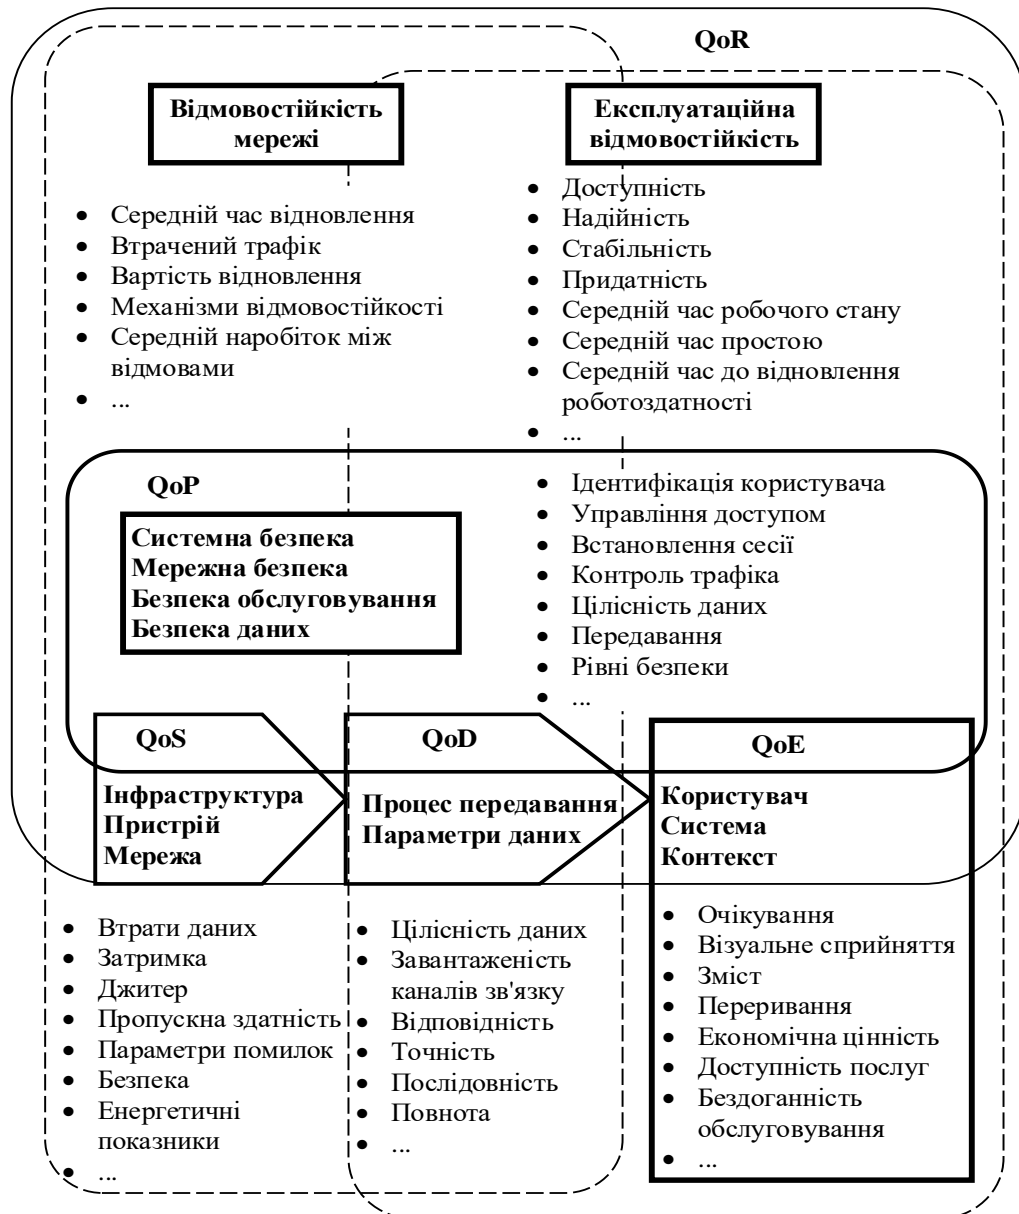 QoR
Відмовостійкість
мережі
• Середній час відновлення
• Втрачений трафік
• Вартість відновлення
• Механізми відмовостійкості
• Середній наробіток між
відмовами
• ...
Експлуатаційна
відмовостійкість
• Доступність
• Надійність
• Стабільність
• Придатність
• Середній час робочого стану
• Середній час простою
• Середній час до відновлення
роботоздатності
• ...
QoP
Системна безпека
Мережна безпека
Безпека обслуговування
Безпека даних
• Ідентифікація користувача
• Управління доступом
• Встановлення сесії
• Контроль трафіка
• Цілісність даних
• Передавання
• Рівні безпеки
• ...
QoS
Інфраструктура
Пристрій
Мережа
• Втрати даних
• Затримка
• Джитер
• Пропускна здатність
• Параметри помилок
• Безпека
• Енергетичні
показники
• ...
QoD
Процес передавання
Параметри даних
• Цілісність даних
• Завантаженість
каналів зв'язку
• Відповідність
• Точність
• Послідовність
• Повнота
• ...
QoE
Користувач
Система
Контекст
• Очікування
• Візуальне сприйняття
• Зміст
• Переривання
• Економічна цінність
• Доступність послуг
• Бездоганність
обслуговування
• ...